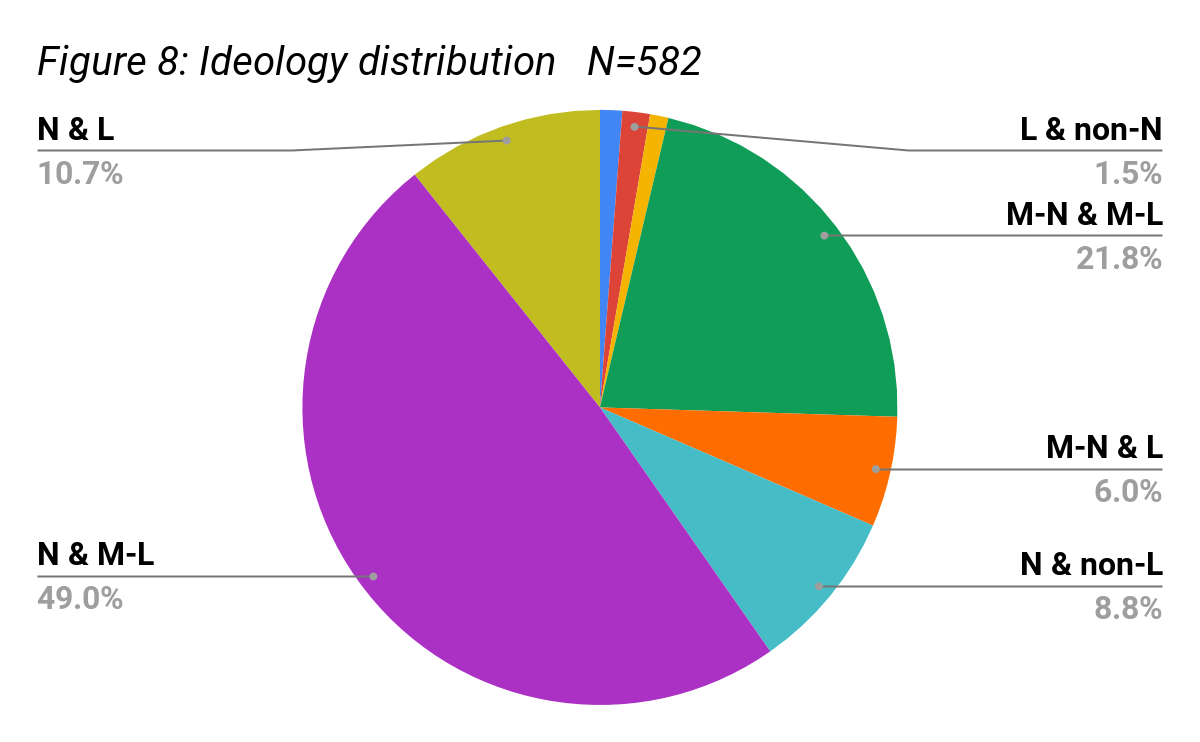 Figure 8: Ideology distribution   N=582
N & L
10.7%
L & non-N
1.5%
M-N & M-L
21.8%
M-N & L
6.0%
N & M-L
49.0%
N & non-L
8.8%